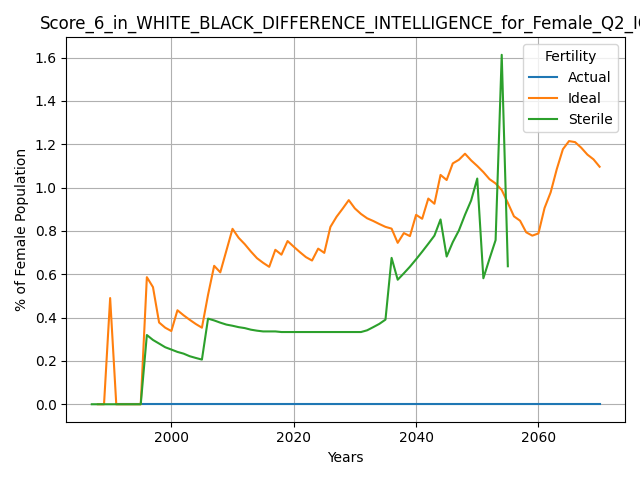 Score_6_in_WHITE_BLACK_DIFFERENCE_INTELLIGENCE_for_Female_Q2_IQ
Fertility
Actual
Ideal
Sterile
% of Female Population
1.6
1.4
1.2
1.0
0.8
0.6
0.4
0.2
0.0
2000 2020 2040 2060
Years